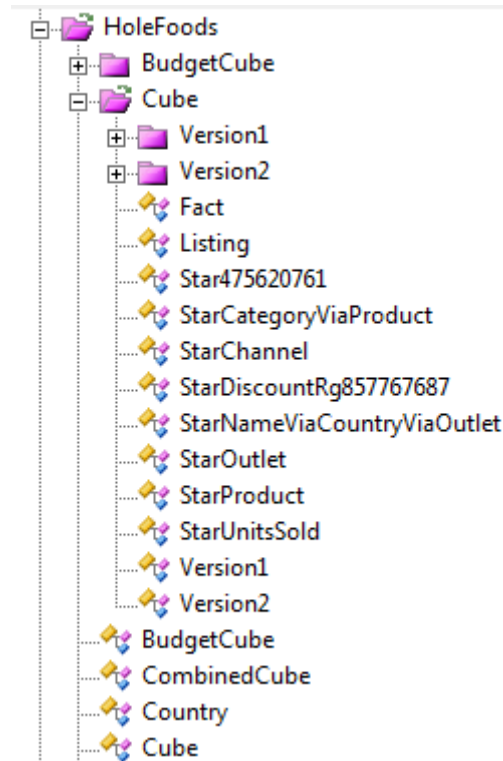 HoleFoods
BudgetCube
Cube
Version1
Version2
Fact
Listing
Star475620761
StarCategoryViaProduct
StarChannel
StarDiscountRg857767687
StarNameViaCountryViaOutlet
StarOutlet
StarProduct
StarUnitsSold
Version1
Version2
BudgetCube
CombinedCube
Country
Cube